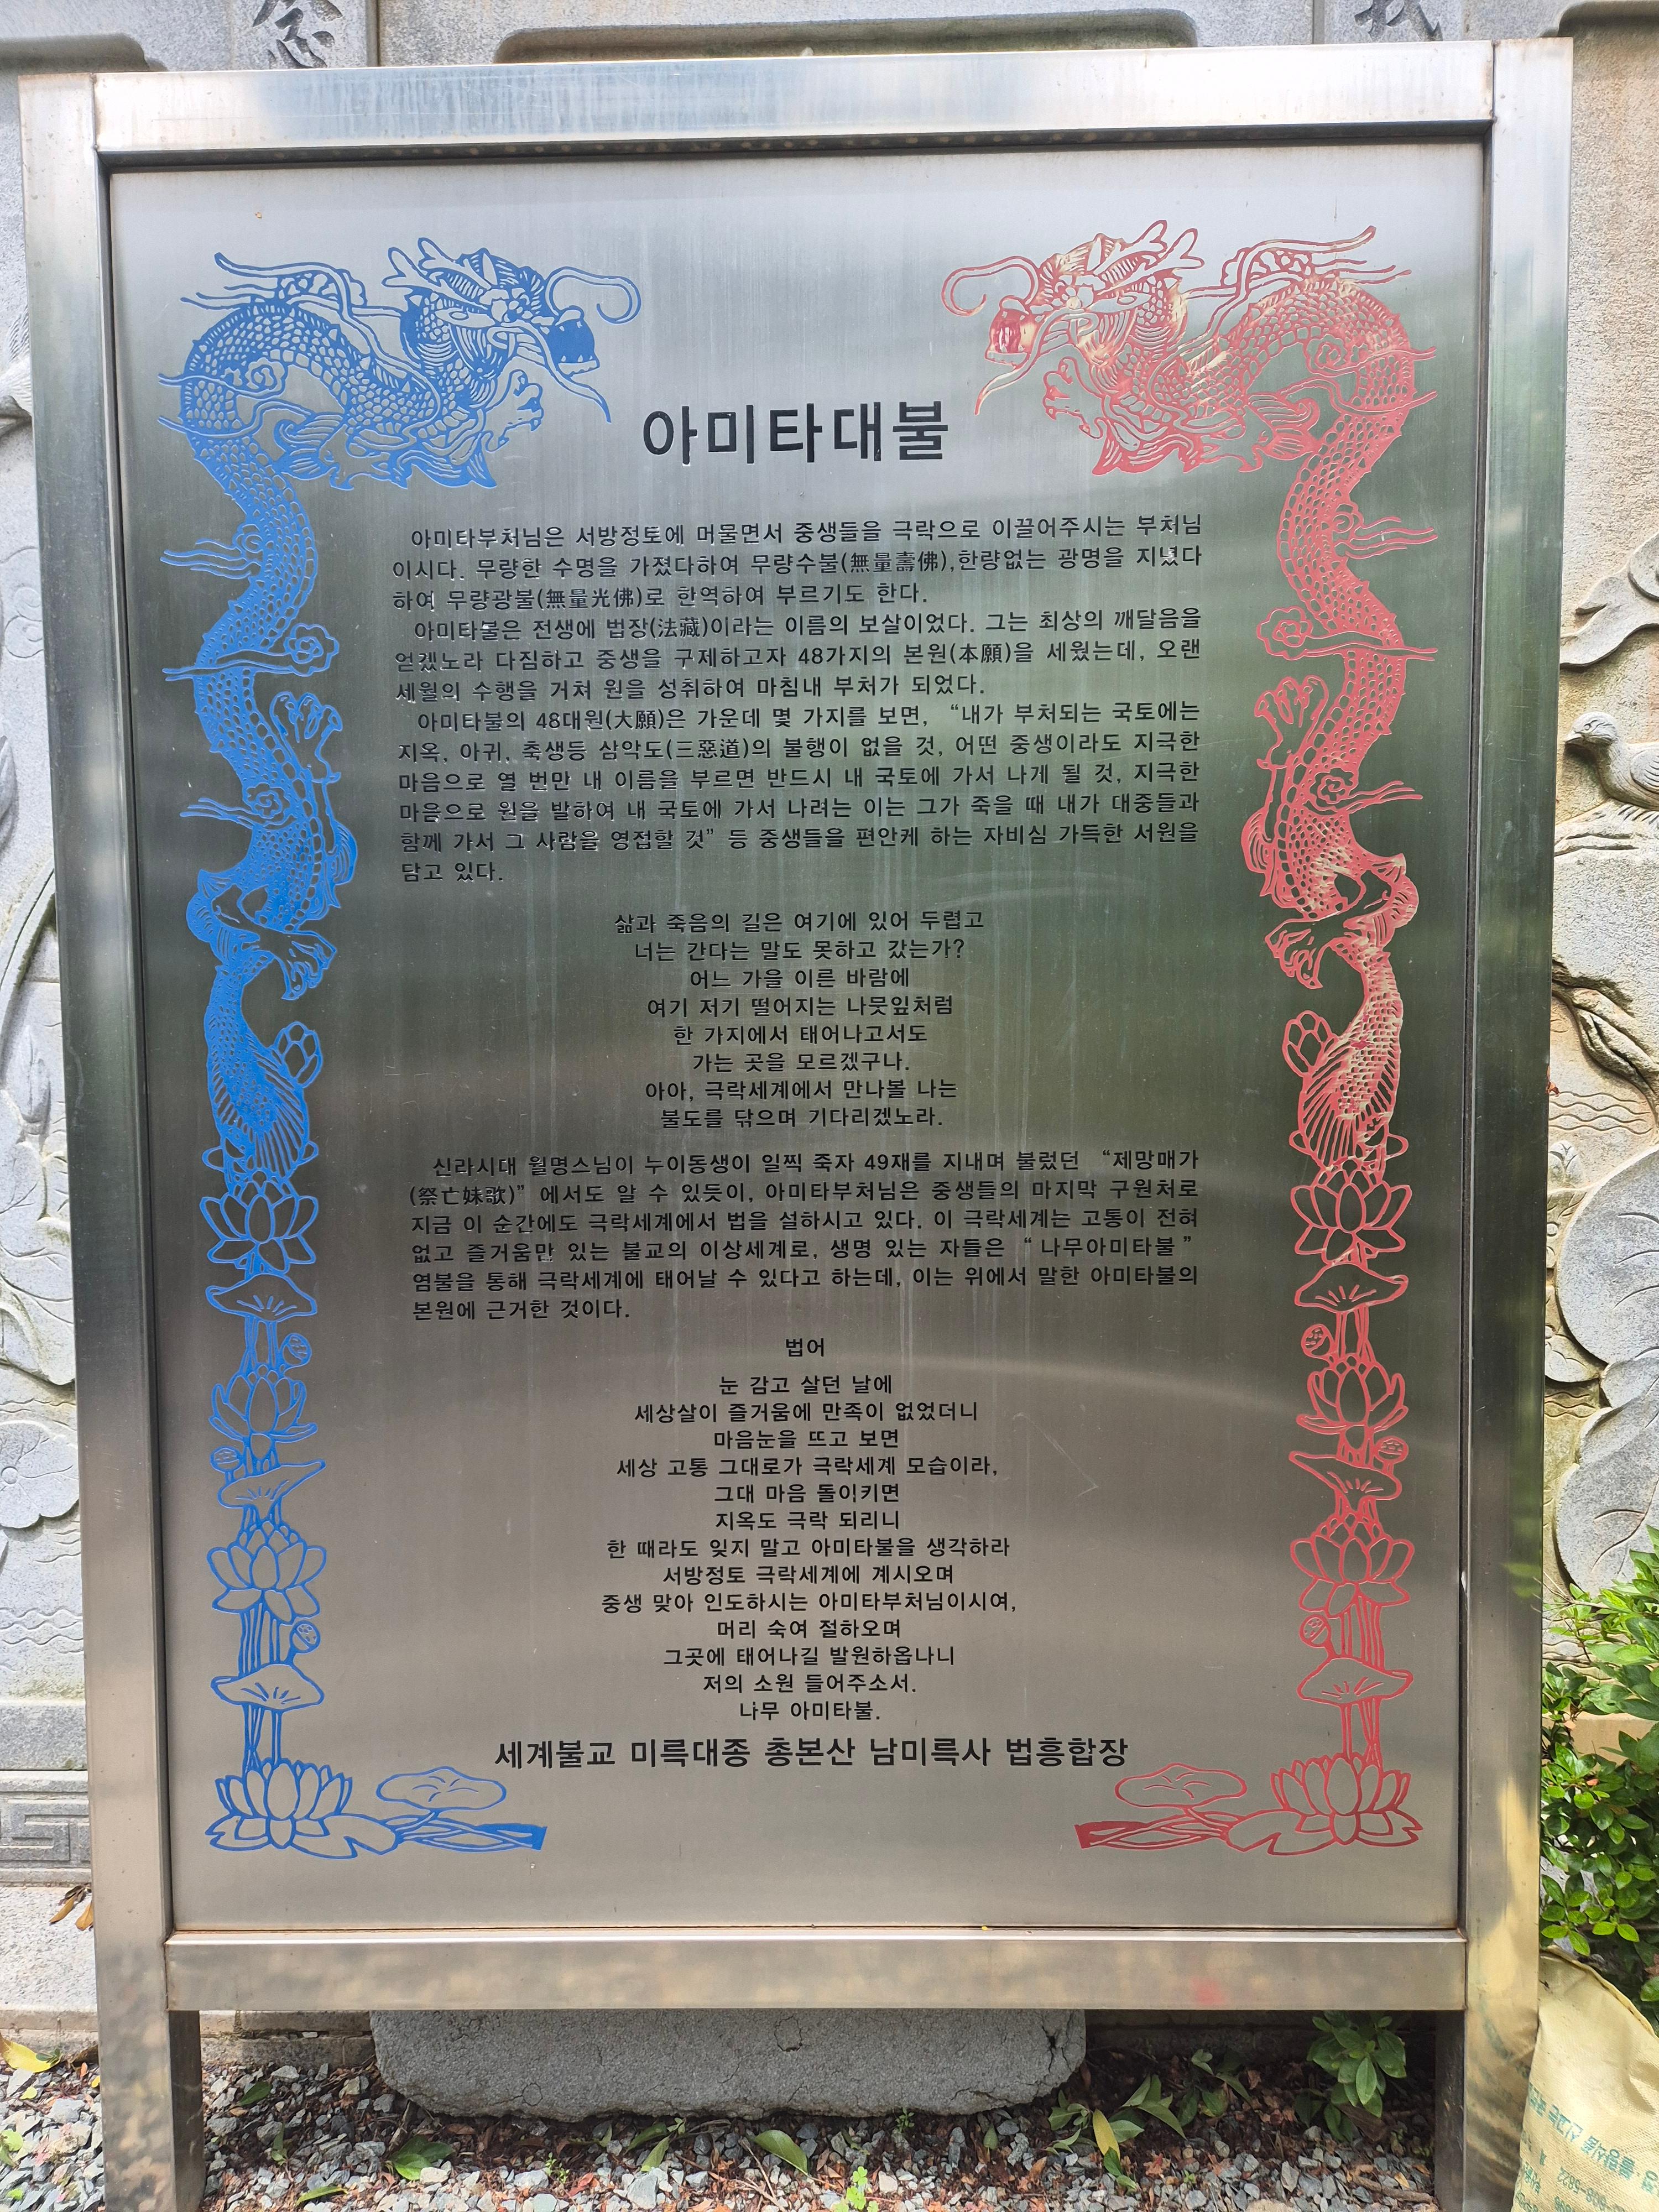 念
아미타대불
아미타부처님은 서방정토에 머물면서 중생들을 극락으로 이끌어주시는 부처님
이시다. 무량한 수명을 가졌다하여 무량수불(無量壽佛),한량없는 광명을 지녔다
하여 무량광불(無量光佛)로 한역하여 부르기도 한다.
아미타불은 전생에 법장(法藏)이라는 이름의 보살이었다. 그는 최상의 깨달음을
얻겠노라 다짐하고 중생을 구제하고자 48가지의 본원(本願)을 세웠는데, 오랜
세월의 수행을 거쳐 원을 성취하여 마침내 부처가 되었다.
아미타불의 48대원(大願)은 가운데 몇 가지를 보면, “내가 부처되는 국토에는
지옥, 아귀, 축생등 삼악도(三惡道)의 불행이 없을 것, 어떤 중생이라도 지극한
마음으로 열 번만 내 이름을 부르면 반드시 내 국토에 가서 나게 될 것, 지극한
마음으로 원을 발하여 내 국토에 가서 나려는 이는 그가 죽을 때 내가 대중들과
함께 가서 그 사람을 영접할 것” 등 중생들을 편안케 하는 자비심 가득한 서원을
담고 있다.
삶과 죽음의 길은 여기에 있어 두렵고
너는 간다는 말도 못하고 갔는가?
어느 가을 이른 바람에
여기 저기 떨어지는 나뭇잎처럼
한 가지에서 태어나고서도
가는 곳을 모르겠구나.
아아, 극락세계에서 만나볼 나는
불도를 닦으며 기다리겠노라.
신라시대 월명스님이 누이동생이 일찍 죽자 49재를 지내며 불렀던 “제망매가
(祭亡妹歌)” 에서도 알 수 있듯이, 아미타부처님은 중생들의 마지막 구원처로
지금 이 순간에도 극락세계에서 법을 설하시고 있다. 이 극락세계는 고통이 전혀
없고 즐거움만 있는 불교의 이상세계로, 생명 있는 자들은 “ 나무아미타불 ”
염불을 통해 극락세계에 태어날 수 있다고 하는데, 이는 위에서 말한 아미타불의
본원에 근거한 것이다.
법어
눈 감고 살던 날에
세상살이 즐거움에 만족이 없었더니
마음눈을 뜨고 보면
세상 고통 그대로가 극락세계 모습이라,
그대 마음 돌이키면
지옥도 극락 되리니
한 때라도 잊지 말고 아미타불을 생각하라
서방정토 극락세계에 계시오며
중생 맞아 인도하시는 아미타부처님이시여,
머리 숙여 절하오며
그곳에 태어나길 발원하옵나니
저의 소원 들어주소서.
나무 아미타불.
세계불교 미륵대종 총본산 남미륵사 법흥합장